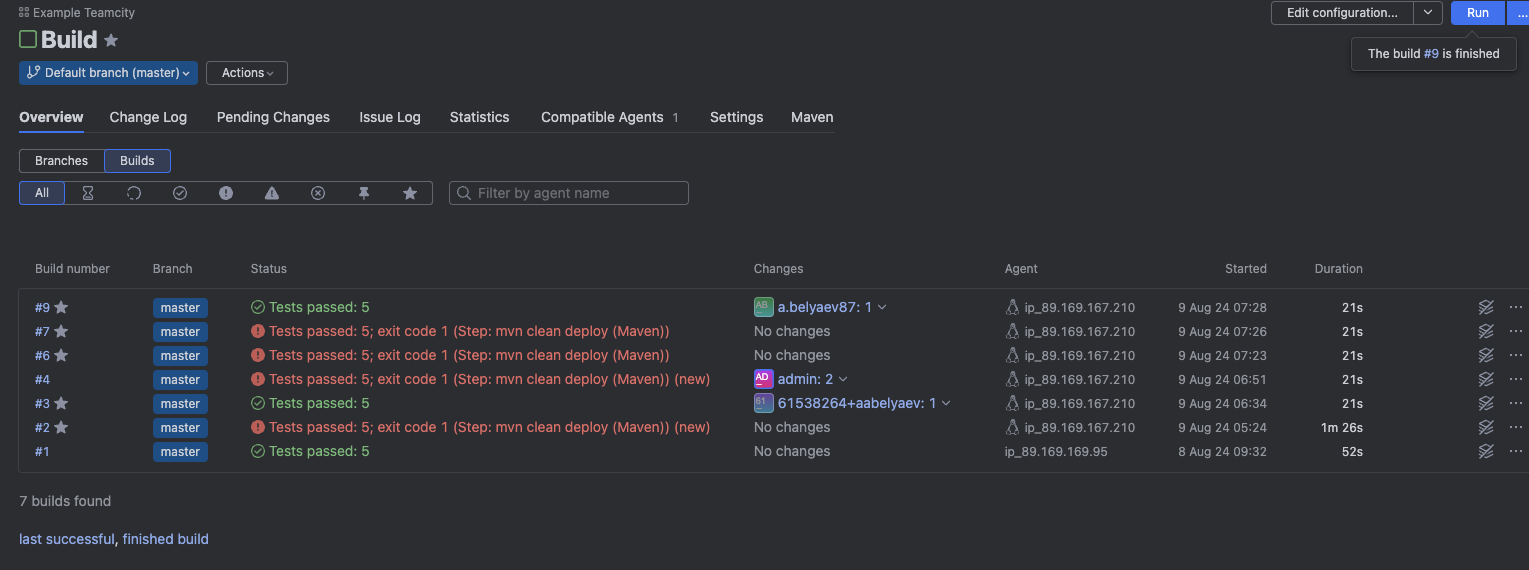 Example Teamcity
Edit configuration... Run ...
Build
The build #9 is finished
Default branch (master) Actions
Overview Change Log Pending Changes Issue Log Statistics Compatible Agents 1 Settings Maven
Branches Builds
All Filter by agent name
Build number Branch Status Changes Agent Started Duration
#9 master Tests passed: 5 AB a.belyaev87: 1 ip_89.169.167.210 9 Aug 24 07:28 21s
#7 master Tests passed: 5; exit code 1 (Step: mvn clean deploy (Maven)) No changes ip_89.169.167.210 9 Aug 24 07:26 21s
#6 master Tests passed: 5; exit code 1 (Step: mvn clean deploy (Maven)) No changes ip_89.169.167.210 9 Aug 24 07:23 21s
#4 master Tests passed: 5; exit code 1 (Step: mvn clean deploy (Maven)) (new) AD admin: 2 ip_89.169.167.210 9 Aug 24 06:51 21s
#3 master Tests passed: 5 61 61538264+aabelyaev: 1 ip_89.169.167.210 9 Aug 24 06:34 21s
#2 master Tests passed: 5; exit code 1 (Step: mvn clean deploy (Maven)) (new) No changes ip_89.169.167.210 9 Aug 24 05:24 1m 26s
#1 master Tests passed: 5 No changes ip_89.169.169.95 8 Aug 24 09:32 52s
7 builds found
last successful, finished build